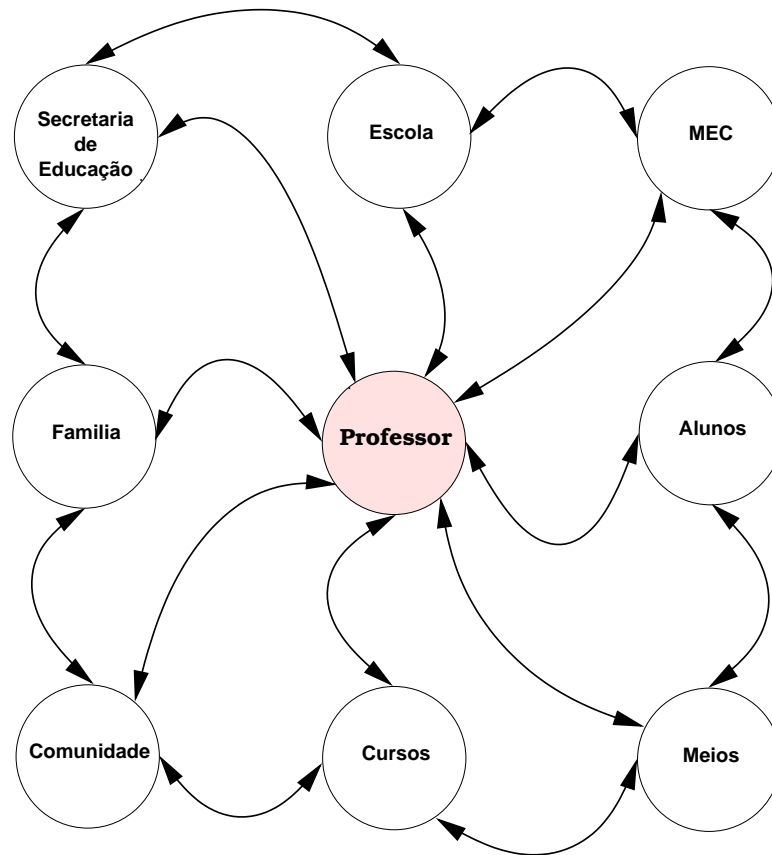 Secretaria
de
Educação
Escola
MEC
Familia
Professor
Alunos
Comunidade
Cursos
Meios